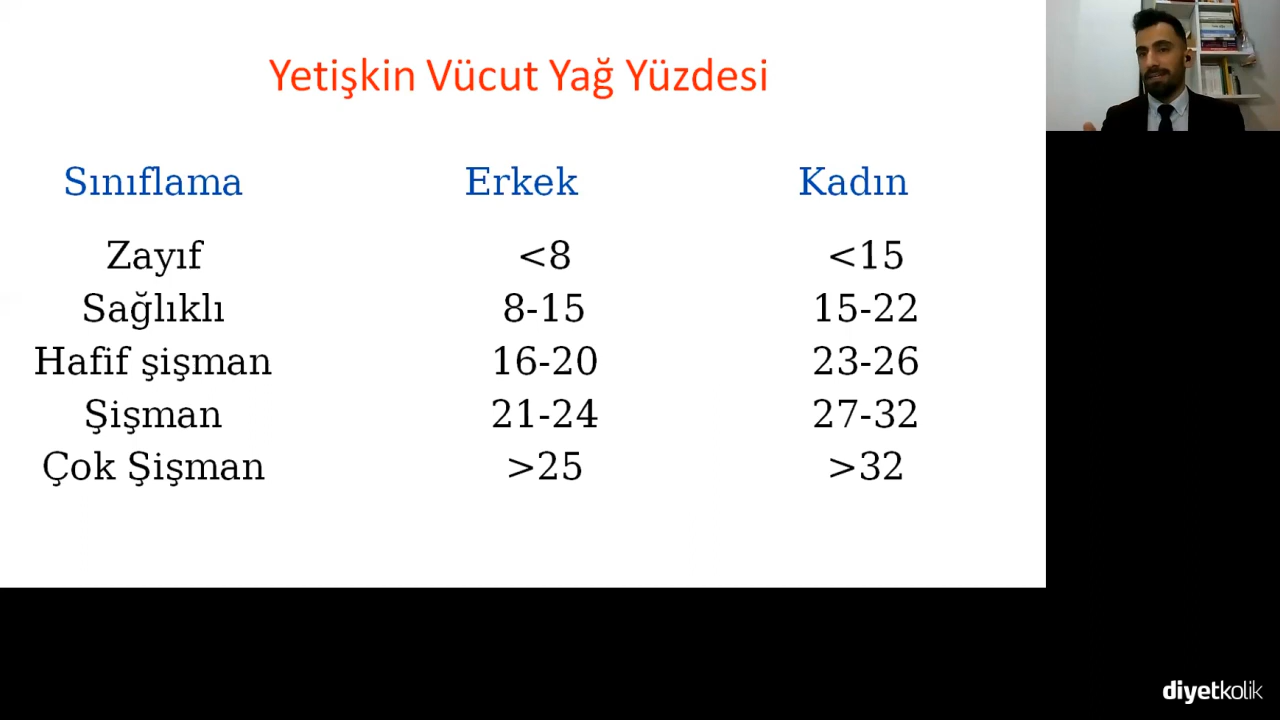 Yetişkin Vücut Yağ Yüzdesi
Sınıflama Erkek Kadın
Zayıf <8 <15
Sağlıklı 8-15 15-22
Hafif şişman 16-20 23-26
Şişman 21-24 27-32
Çok Şişman >25 >32
diyetkolik